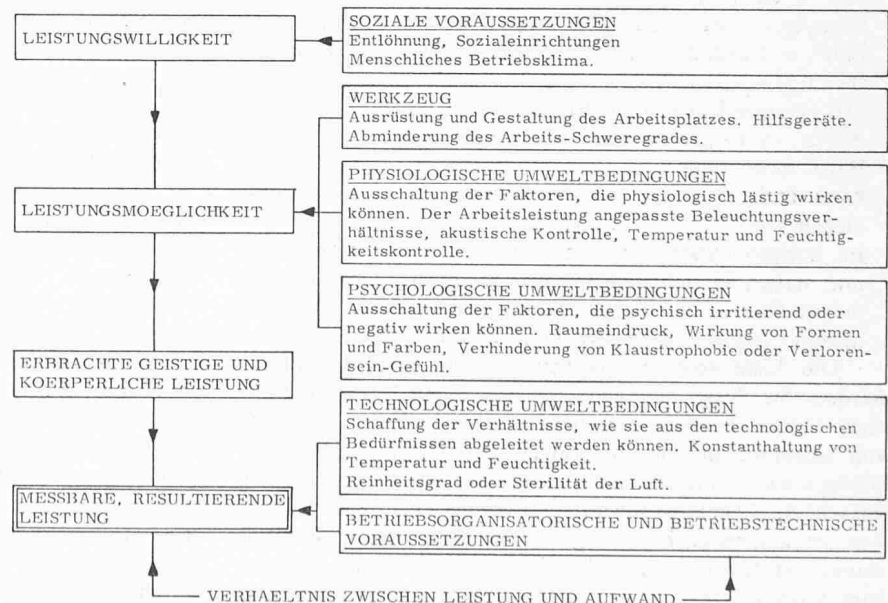 LEISTUNGSWILLIGKEIT
SOZIALE VORAUSSETZUNGEN
Entlöhnung, Sozialeinrichtungen
Menschliches Betriebsklima.
WERKZEUG
Ausrüstung und Gestaltung des Arbeitsplatzes. Hilfsgeräte.
Abminderung des Arbeits-Schweregrades.
LEISTUNGSMOEGLICHKEIT
PHYSIOLOGISCHE UMWELTBEDINGUNGEN
Ausschaltung der Faktoren, die physiologisch lästig wirken
können. Der Arbeitsleistung angepasste Beleuchtungsver-
hältnisse, akustische Kontrolle, Temperatur und Feuchtig-
keitskontrolle.
PSYCHOLOGISCHE UMWELTBEDINGUNGEN
Ausschaltung der Faktoren, die psychisch irritierend oder
negativ wirken können. Raumeindruck, Wirkung von Formen
und Farben, Verhinderung von Klaustrophobie oder Verloren-
sein-Gefühl.
ERBRACHTE GEISTIGE UND
KOERPERLICHE LEISTUNG
TECHNOLOGISCHE UMWELTBEDINGUNGEN
Schaffung der Verhältnisse, wie sie aus den technologischen
Bedürfnissen abgeleitet werden können. Konstanthaltung von
Temperatur und Feuchtigkeit.
Reinheitsgrad oder Sterilität der Luft.
MESSBARE, RESULTIERENDE
LEISTUNG
BETRIEBSORGANISATORISCHE UND BETRIEBSTECHNISCHE
VORAUSSETZUNGEN
VERHAELTNIS ZWISCHEN LEISTUNG UND AUFWAND